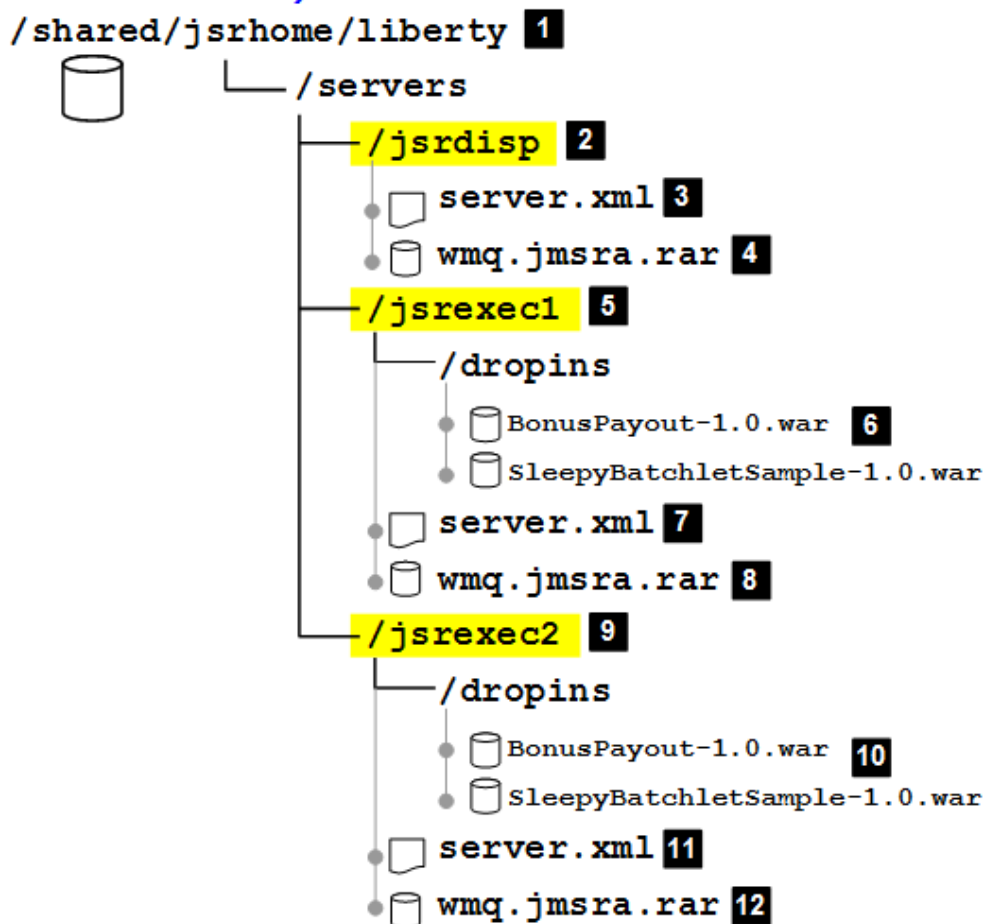 /shared/jsrhome/liberty 1
/servers
/jsrdisp 2
server.xml 3
wmq.jmsra.rar 4
/jsrexec1 5
/dropins
BonusPayout-1.0.war 6
SleepyBatchletSample-1.0.war
server.xml 7
wmq.jmsra.rar 8
/jsrexec2 9
/dropins
BonusPayout-1.0.war 10
SleepyBatchletSample-1.0.war
server.xml 11
wmq.jmsra.rar 12